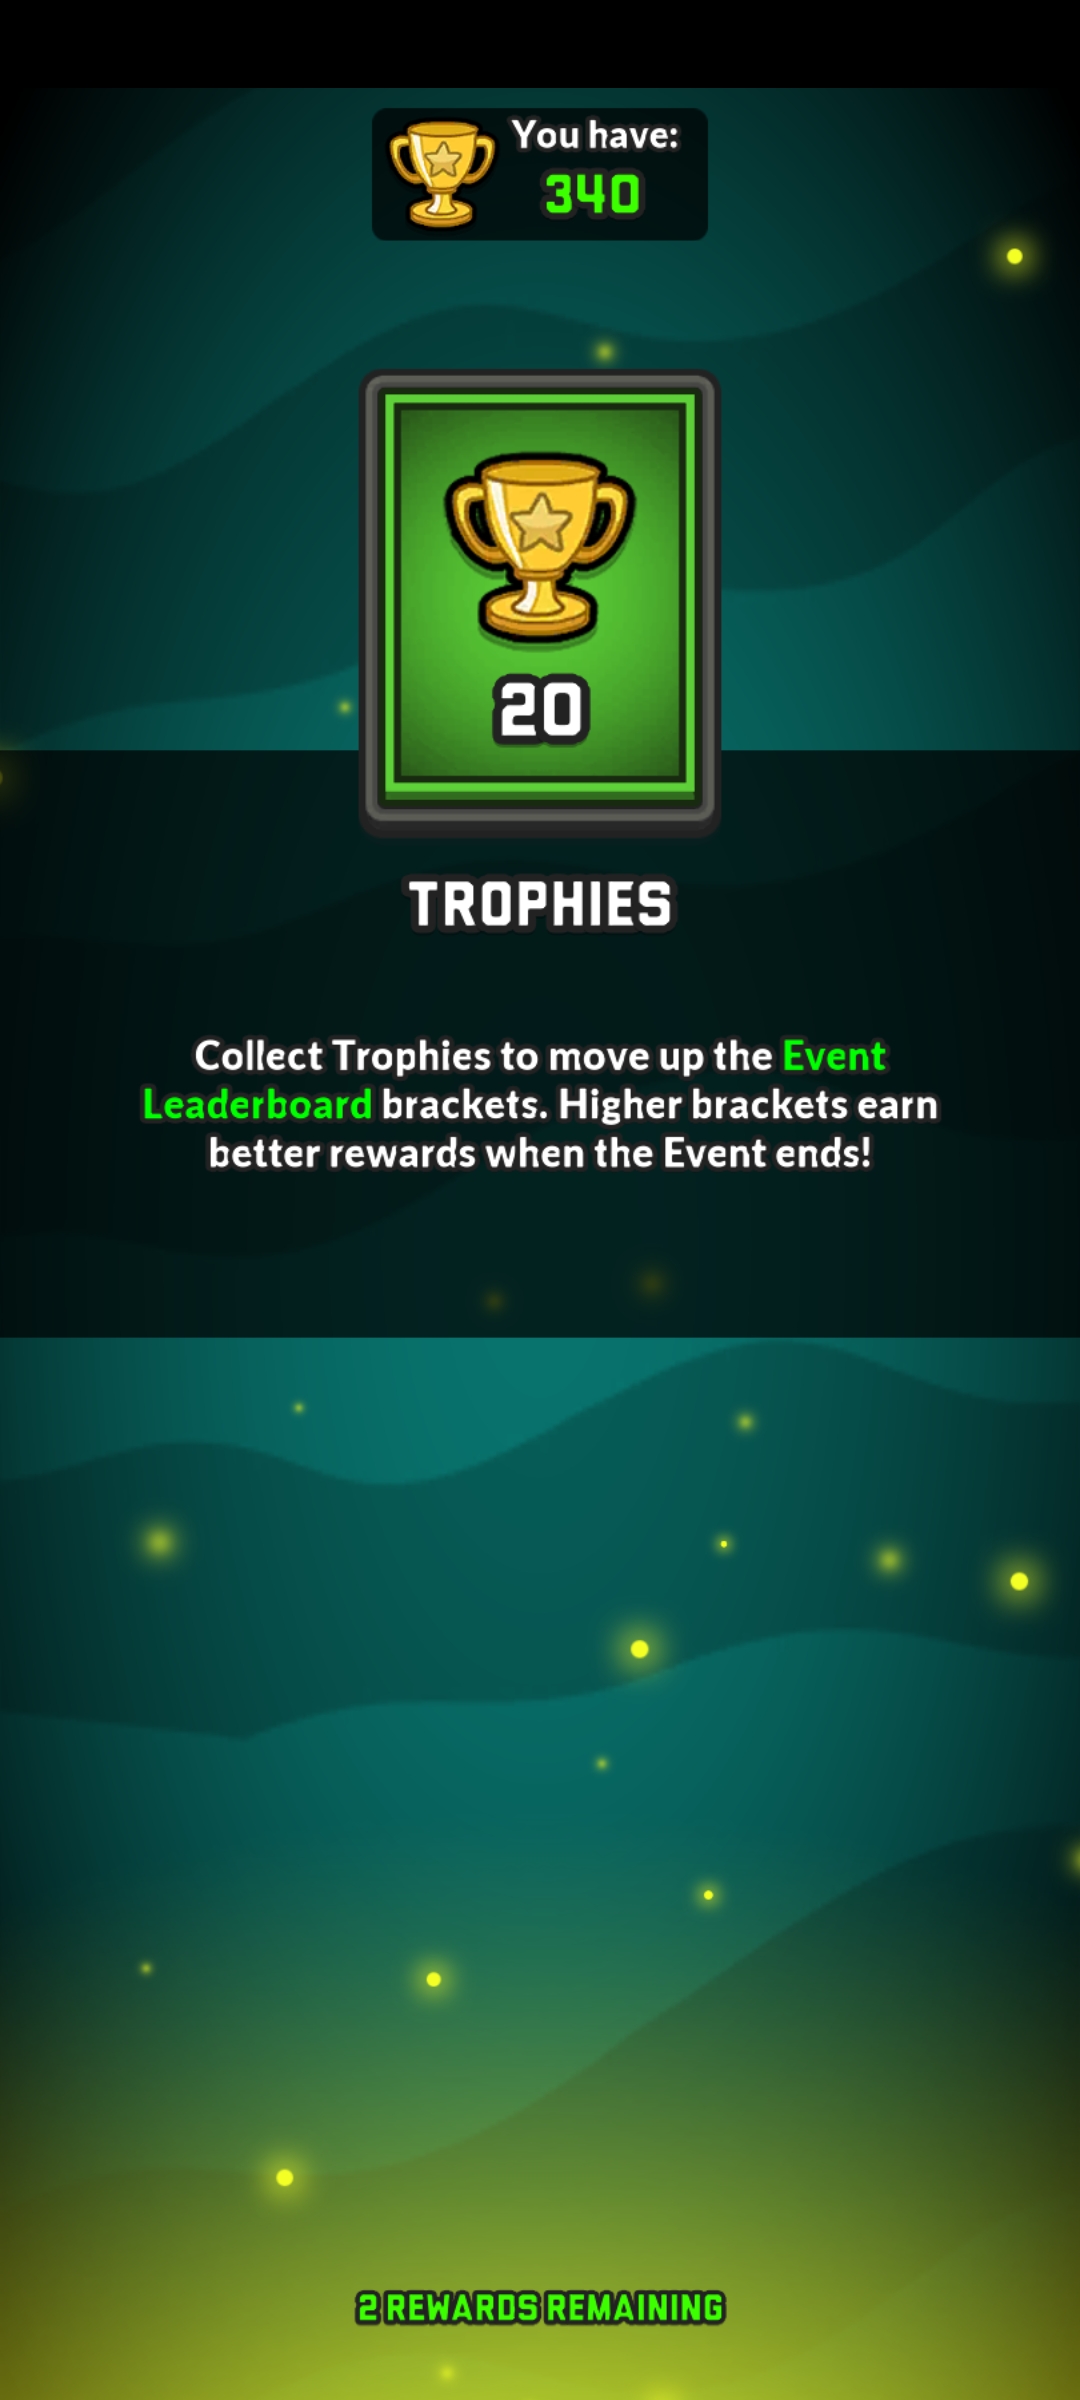 You have:
340
20
TROPHIES
Collect Trophies to move up the Event
Leaderboard brackets. Higher brackets earn
better rewards when the Event ends!
2 REWARDS REMAINING